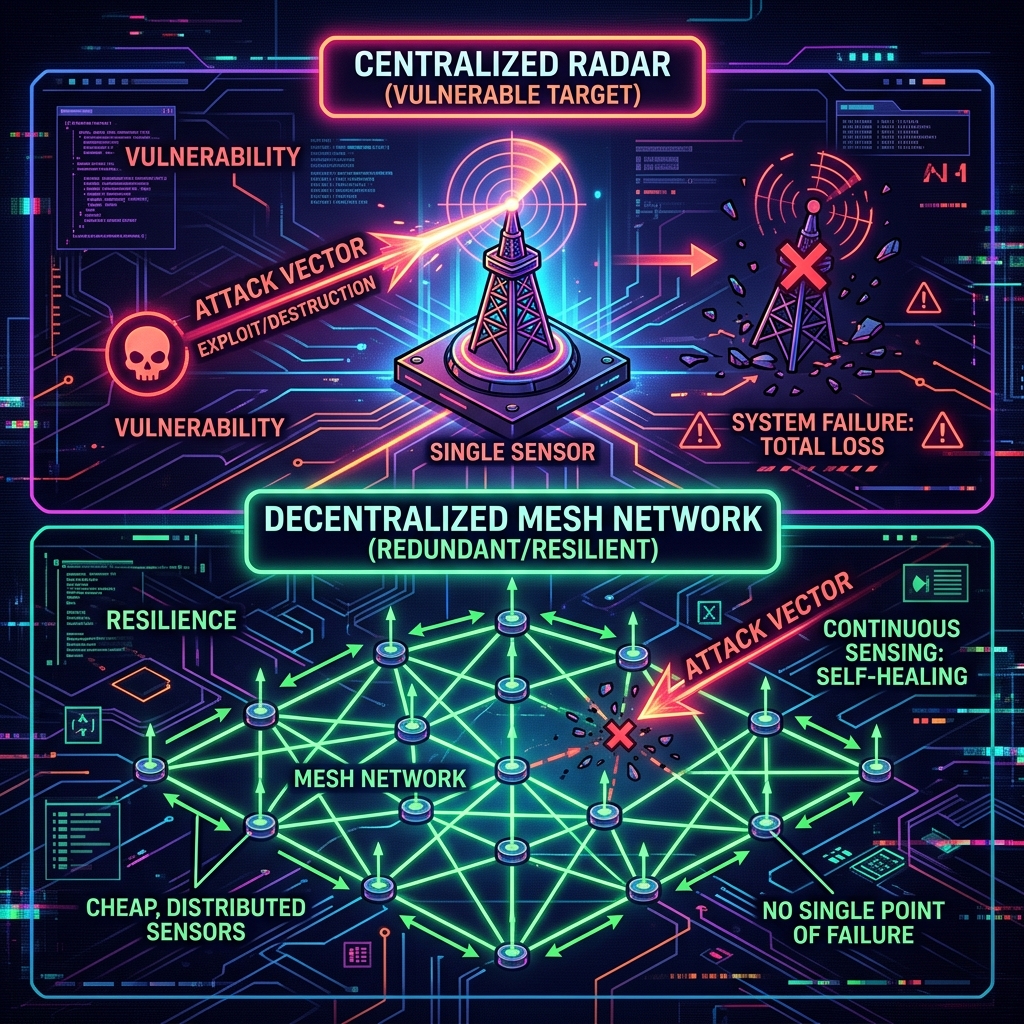 CENTRALIZED RADAR
(VULNERABLE TARGET)
VULNERABILITY
ATTACK VECTOR
EXPLOIT/DESTRUCTION
VULNERABILITY
SINGLE SENSOR
SYSTEM FAILURE:
TOTAL LOSS
DECENTRALIZED MESH NETWORK
(REDUNDANT/RESILIENT)
RESILIENCE
ATTACK VECTOR
CONTINUOUS
SENSING:
SELF-HEALING
MESH NETWORK
CHEAP, DISTRIBUTED
SENSORS
NO SINGLE POINT
OF FAILURE